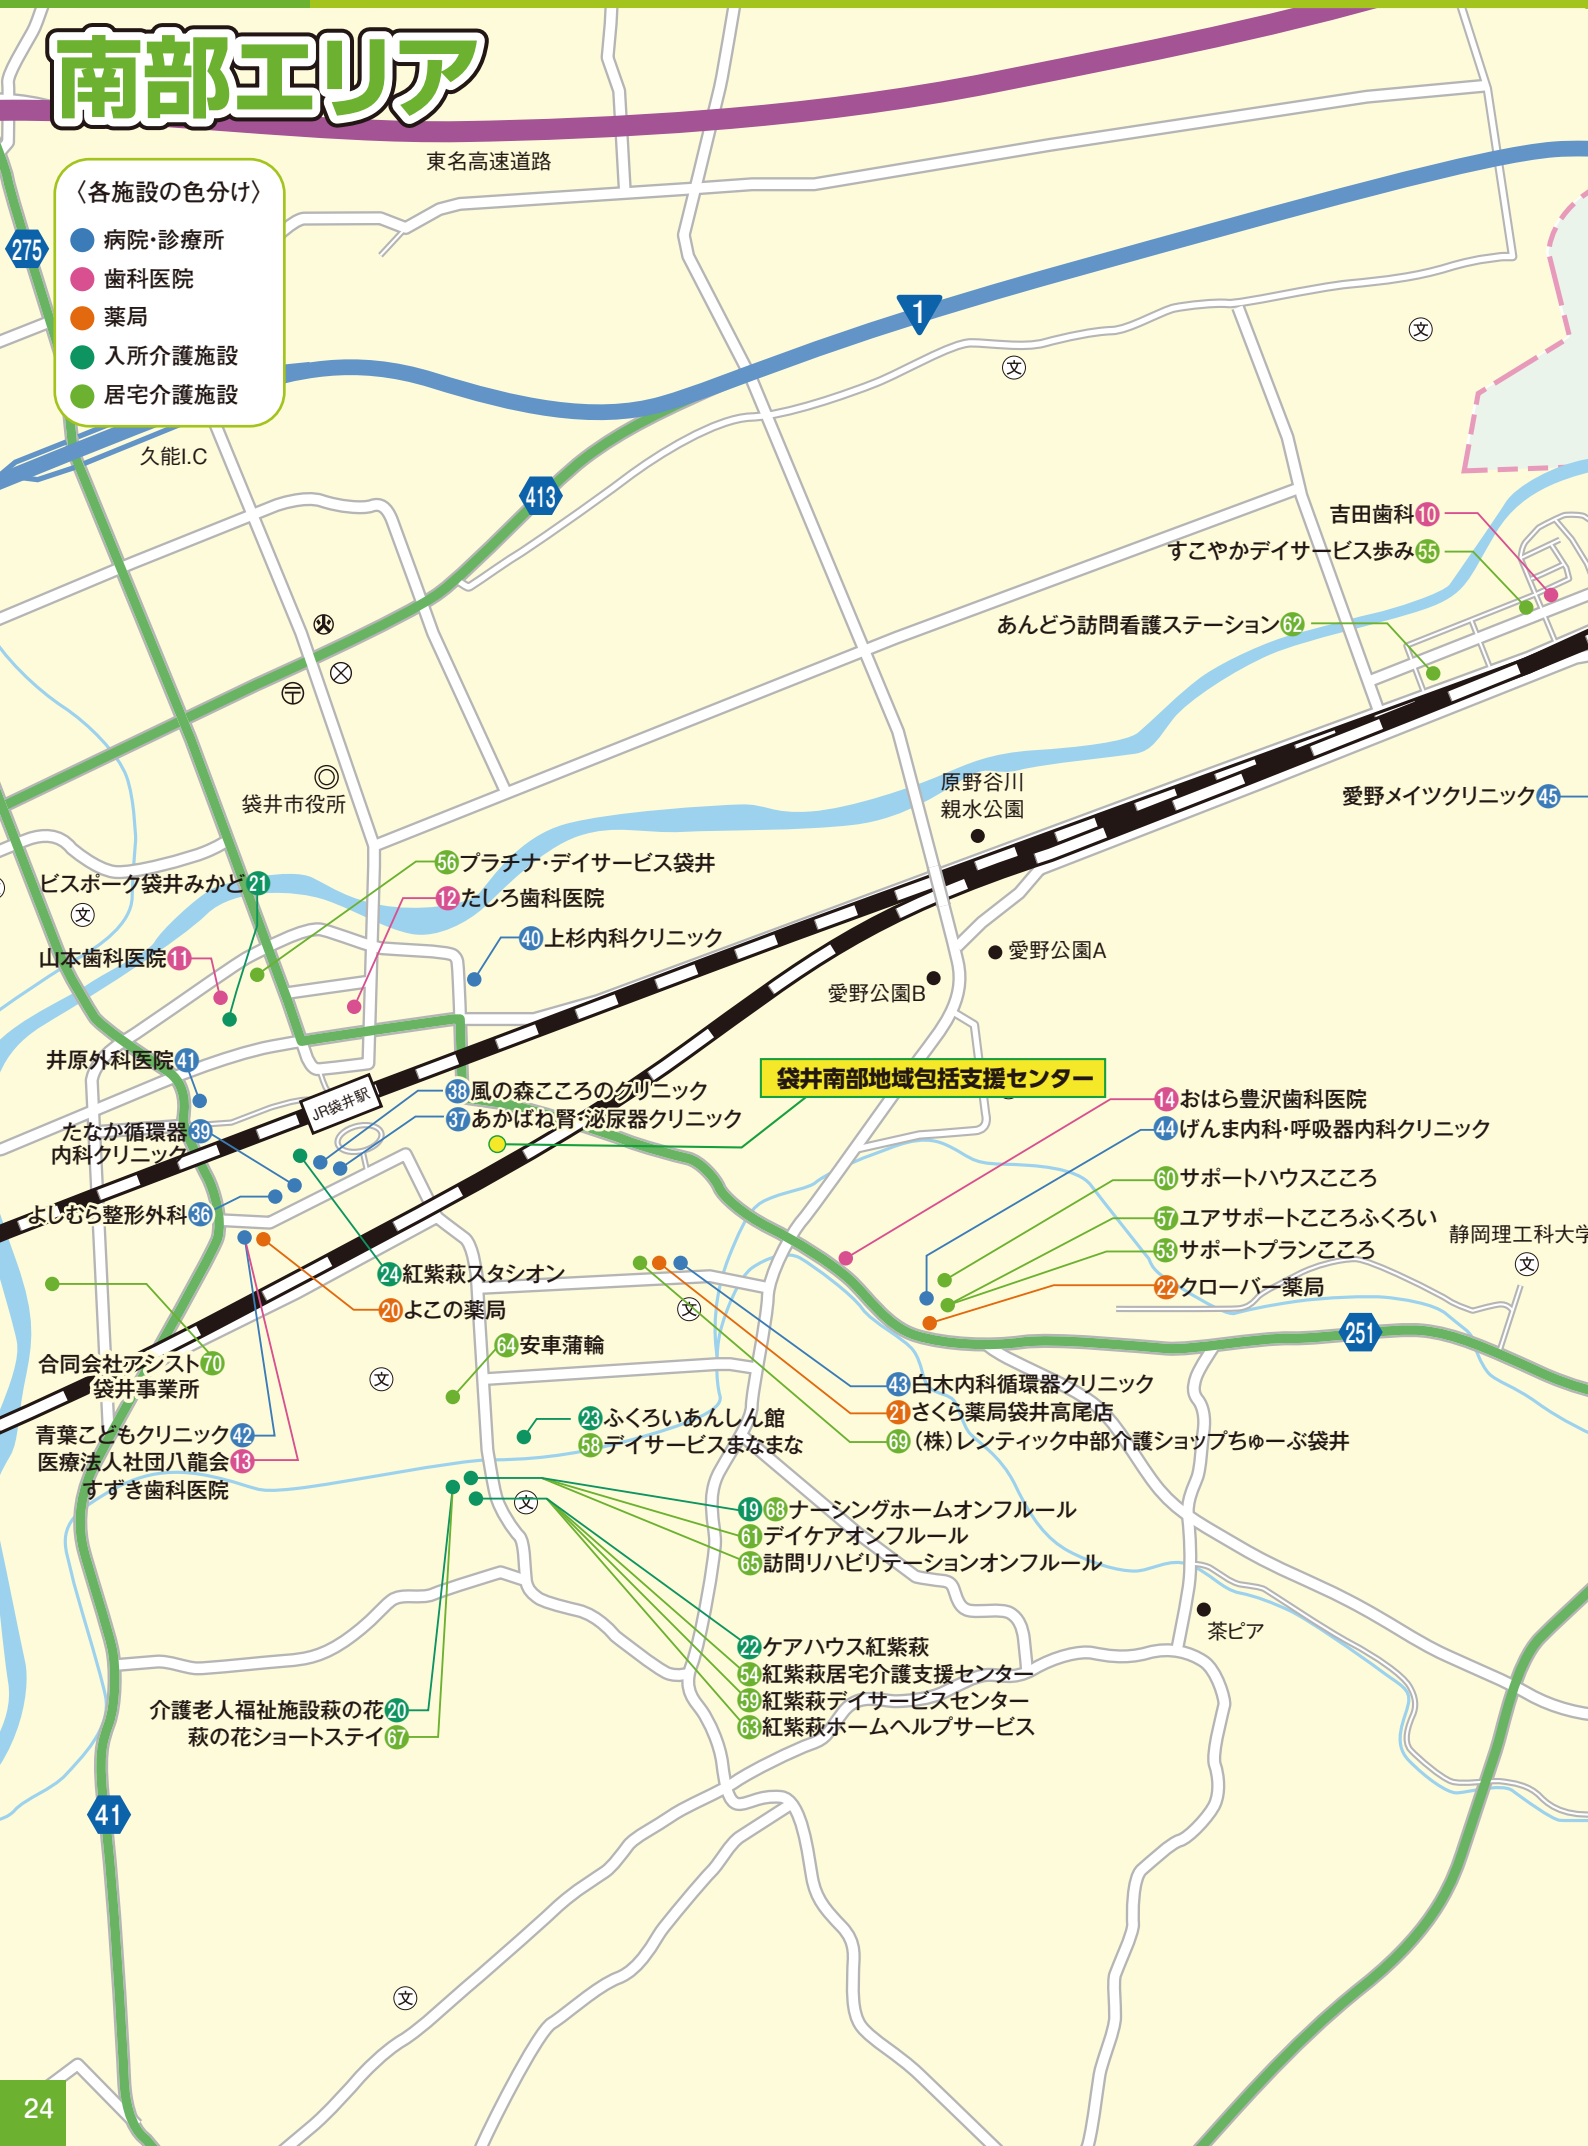 南部エリア
東名高速道路
〈各施設の色分け〉
病院・診療所
歯科医院
薬局
入所介護施設
居宅介護施設
275
1
文
文
久能I.C
413
吉田歯科10
すこやかデイサービス歩み55
あんどう訪問看護ステーション62
〒
袋井市役所
原野谷川
親水公園
愛野メイツクリニック45
56プラチナ・デイサービス袋井
ビスポーク袋井みかど21
12たしろ歯科医院
文
40上杉内科クリニック
山本歯科医院11
愛野公園A
愛野公園B
井原外科医院41
袋井南部地域包括支援センター
JR袋井駅
38風の森こころのクリニック
37あかばね腎・泌尿器クリニック
14おはら豊沢歯科医院
44げんま内科・呼吸器内科クリニック
たなか循環器39
内科クリニック
60サポートハウスこころ
よしむら整形外科36
57ユアサポートこころふくろい
静岡理工科大学
文
53サポートプランこころ
24紅紫萩スタシオン
22クローバー薬局
20よこの薬局
文
251
64安車蒲輪
合同会社アシスト70
袋井事業所
文
43白木内科循環器クリニック
21さくら薬局袋井高尾店
69(株)レンティック中部介護ショップちゅーぶ袋井
23ふくろいあんしん館
58デイサービスまなまな
青葉こどもクリニック42
医療法人社団八龍会13
すずき歯科医院
文
19 68ナーシングホームオンフルール
61デイケアオンフルール
65訪問リハビリテーションオンフルール
茶ピア
22ケアハウス紅紫萩
54紅紫萩居宅介護支援センター
59紅紫萩デイサービスセンター
63紅紫萩ホームヘルプサービス
介護老人福祉施設萩の花20
萩の花ショートステイ67
41
文
24